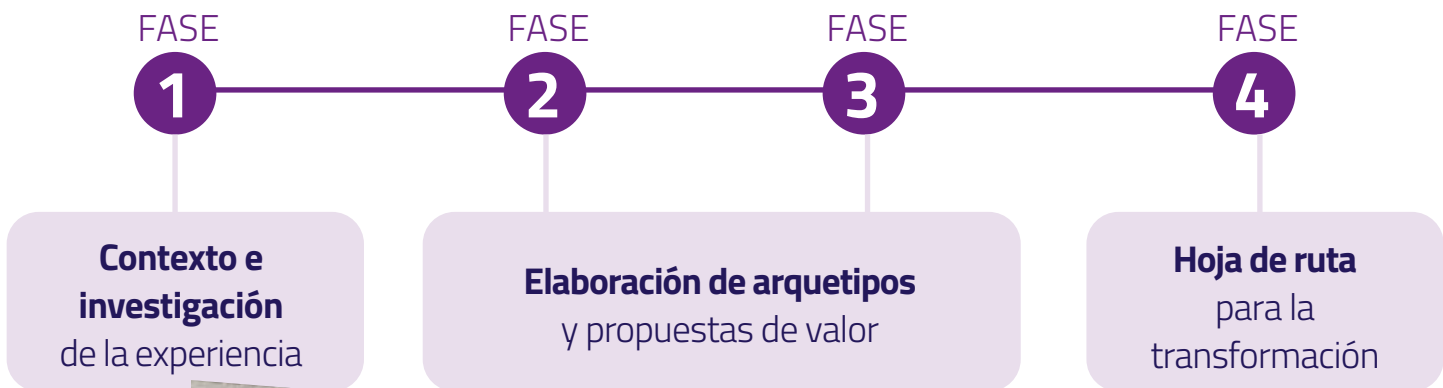 FASE
1
FASE
2
FASE
3
FASE
4
Contexto e
investigación
de la experiencia
Elaboración de arquetipos
y propuestas de valor
Hoja de ruta
para la
transformación